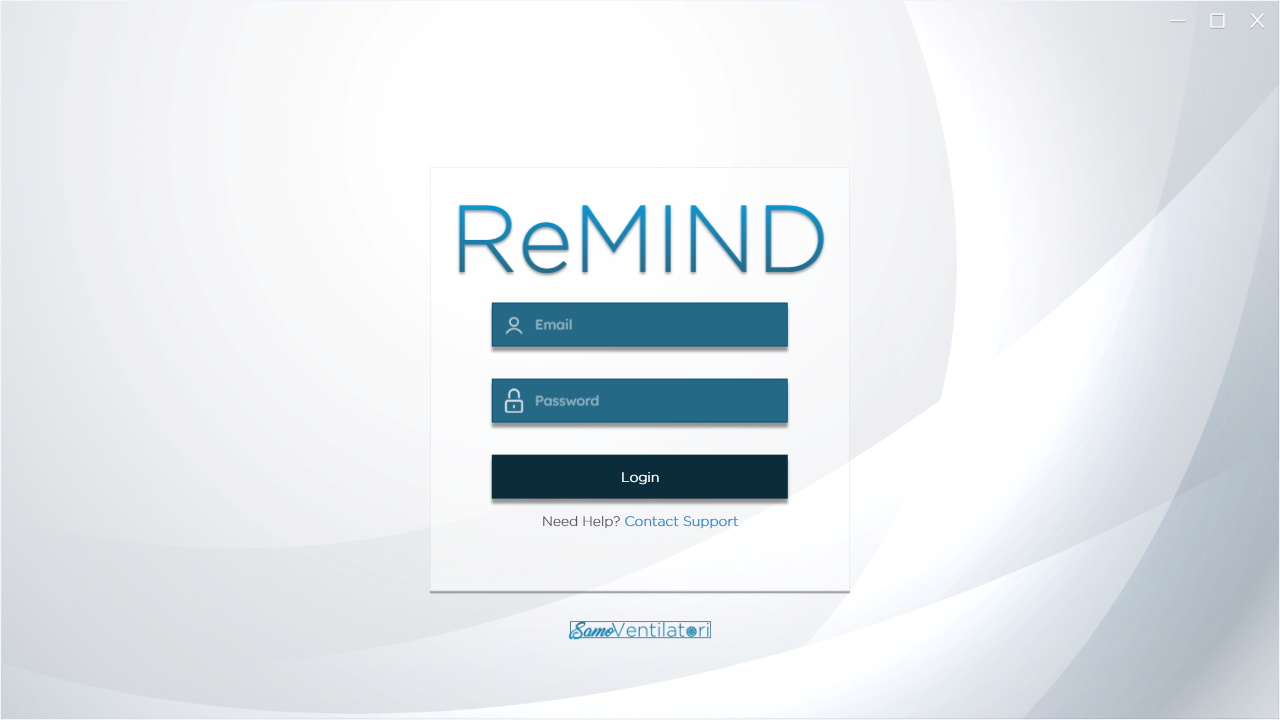 ReMIND
Email
Password
Login
Need Help? Contact Support
SamoVentilatori